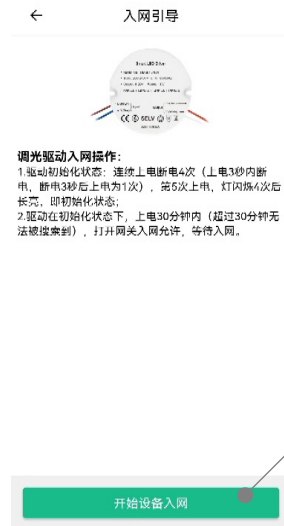 入网引导
调光驱动入网操作：
1.驱动初始化状态：连续上电断电4次（上电3秒内断
电，断电3秒后上电为1次），第5次上电，灯闪烁4次后
长亮，即初始化状态；
2.驱动在初始化状态下，上电30分钟内（超过30分钟无
法被搜索到），打开网关入网允许，等待入网。
开始设备入网